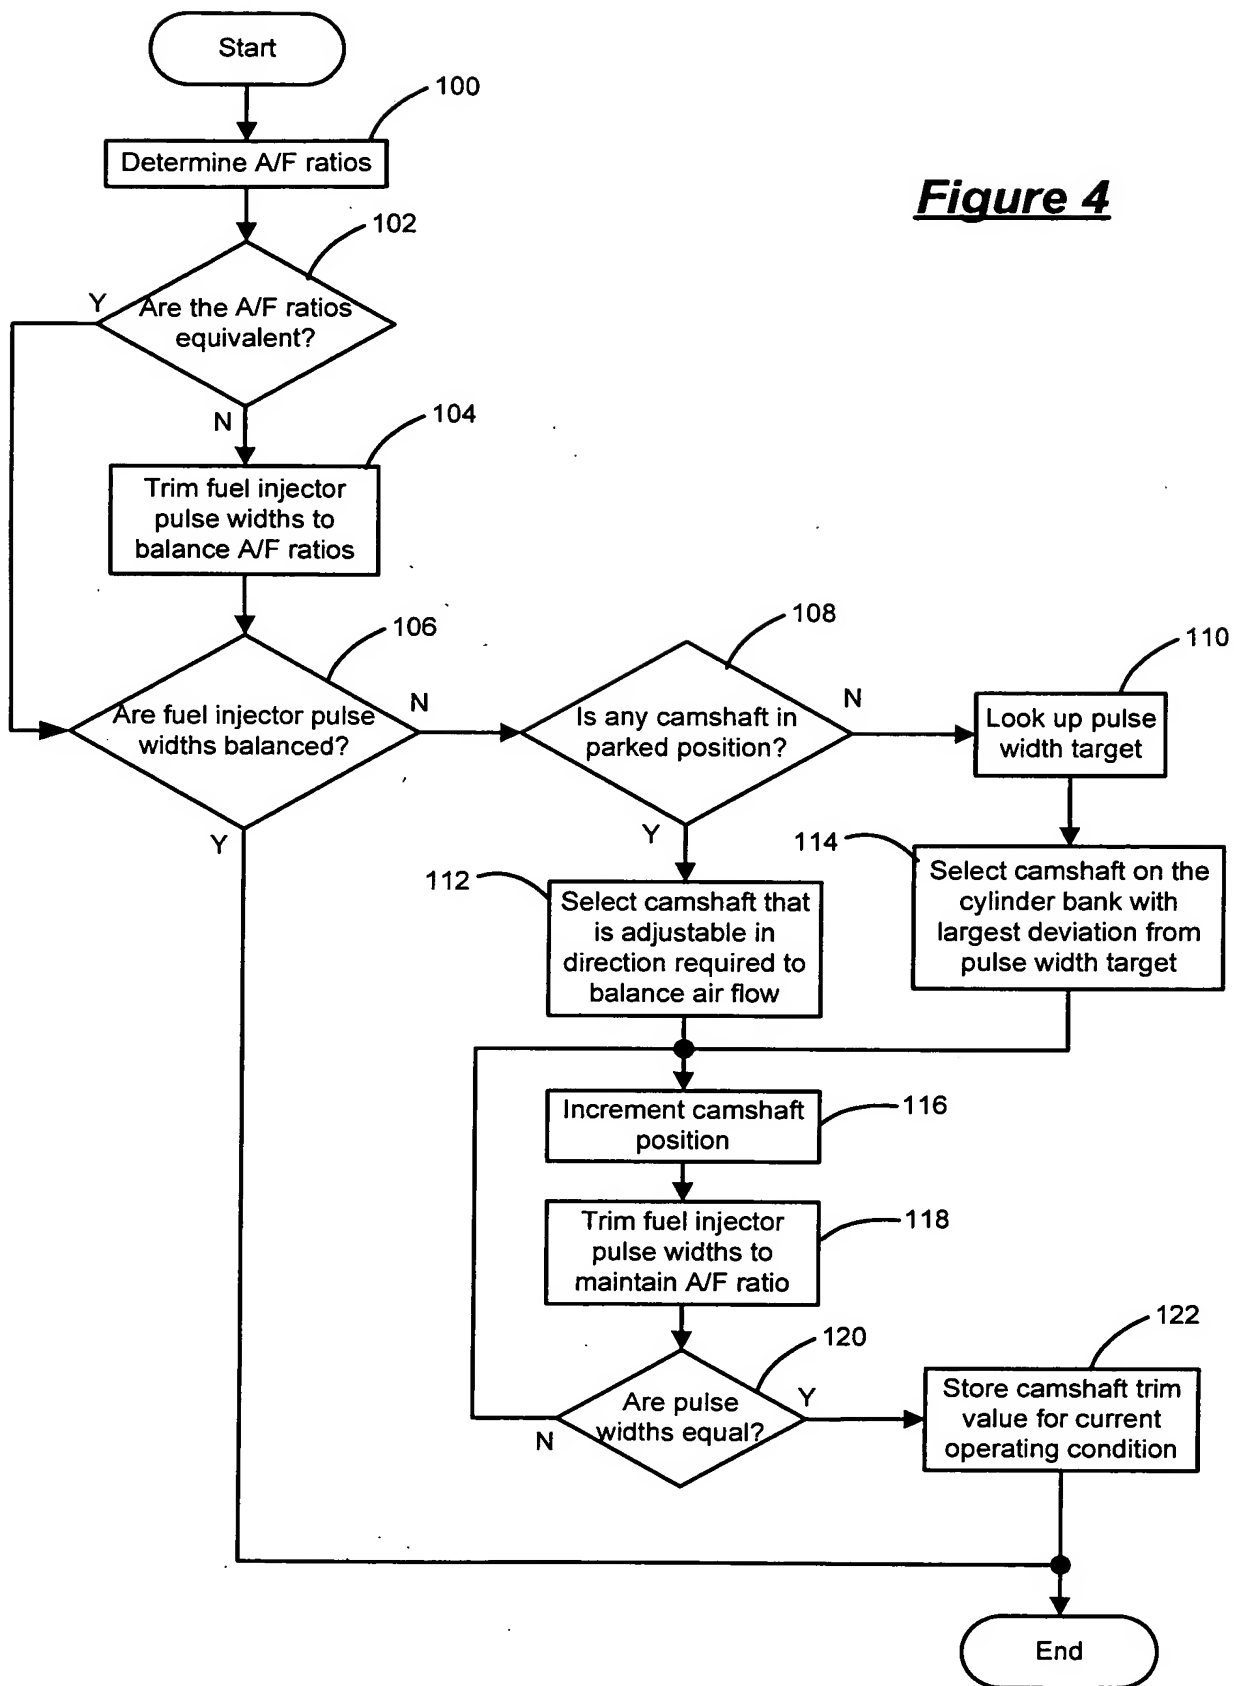 Start
100
Determine A/F ratios
Figure 4
102
Y
Are the A/F ratios
equivalent?
N
104
Trim fuel injector
pulse widths to
balance A/F ratios
106
Are fuel injector pulse
widths balanced?
N
Y
108
Is any camshaft in
parked position?
N
Y
110
Look up pulse
width target
112
Select camshaft that
is adjustable in
direction required to
balance air flow
114
Select camshaft on the
cylinder bank with
largest deviation from
pulse width target
Increment camshaft
position
116
Trim fuel injector
pulse widths to
maintain A/F ratio
118
120
Are pulse
widths equal?
Y
N
122
Store camshaft trim
value for current
operating condition
End